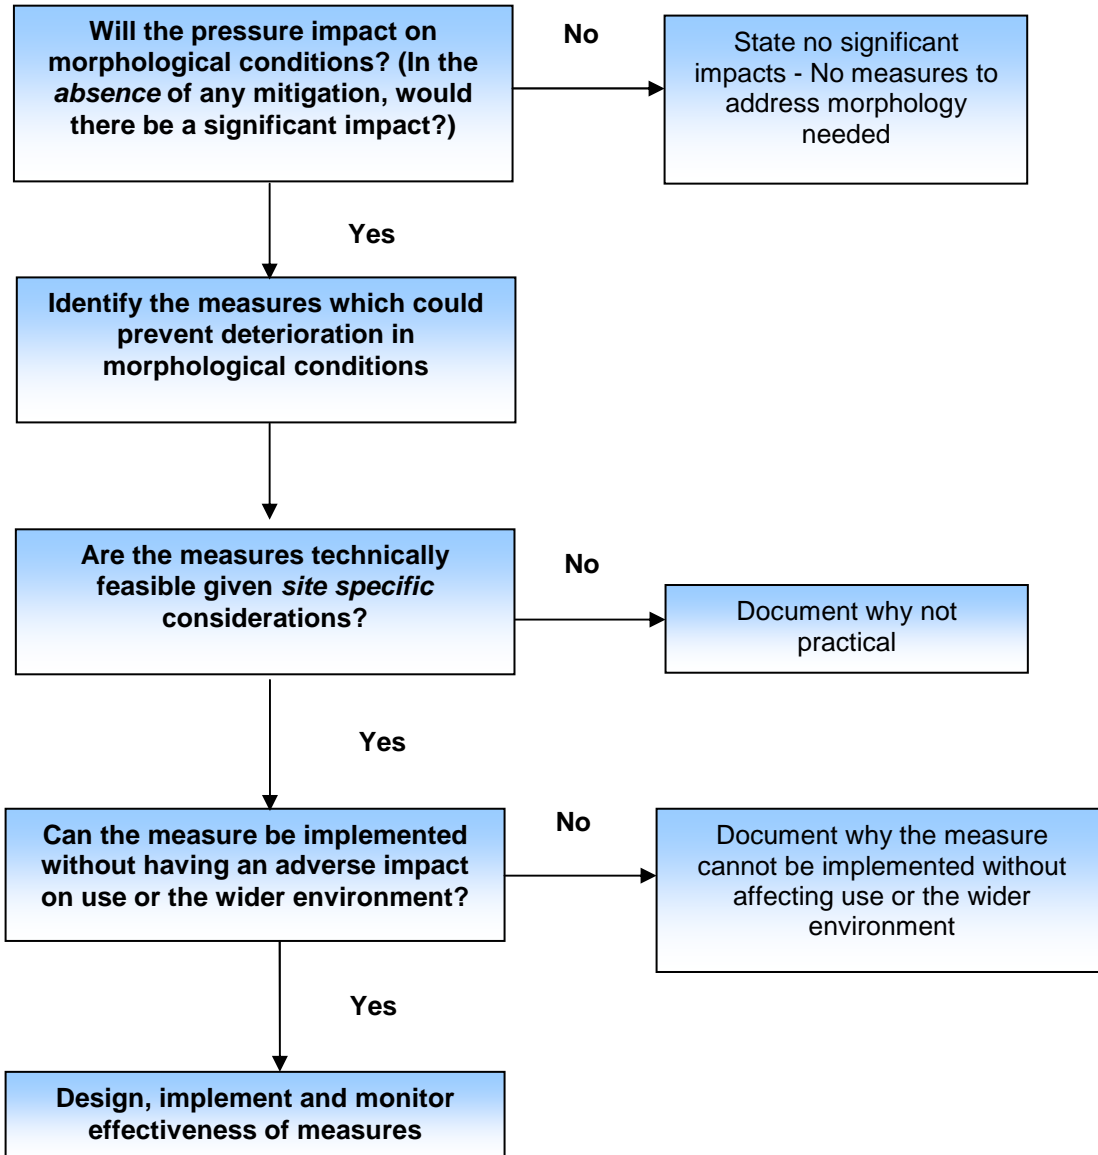 Will the pressure impact on
morphological conditions? (In the
absence of any mitigation, would
there be a significant impact?)
No
State no significant
impacts - No measures to
address morphology
needed
Yes
Identify the measures which could
prevent deterioration in
morphological conditions
Are the measures technically
feasible given site specific
considerations?
No
Document why not
practical
Yes
Can the measure be implemented
without having an adverse impact
on use or the wider environment?
No
Document why the measure
cannot be implemented without
affecting use or the wider
environment
Yes
Design, implement and monitor
effectiveness of measures